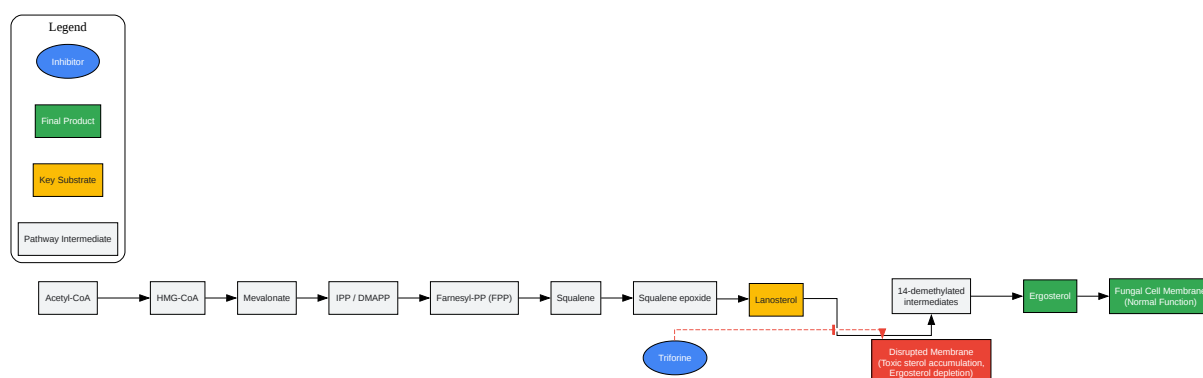 Legend
Inhibitor
Final Product
Key Substrate
Pathway Intermediate
Acetyl-CoA
HMG-CoA
Mevalonate
IPP / DMAPP
Farnesyl-PP (FPP)
Squalene
Squalene epoxide
Lanosterol
14-demethylated
intermediates
Ergosterol
Fungal Cell Membrane
(Normal Function)
Triforine
Disrupted Membrane
(Toxic sterol accumulation,
Ergosterol depletion)